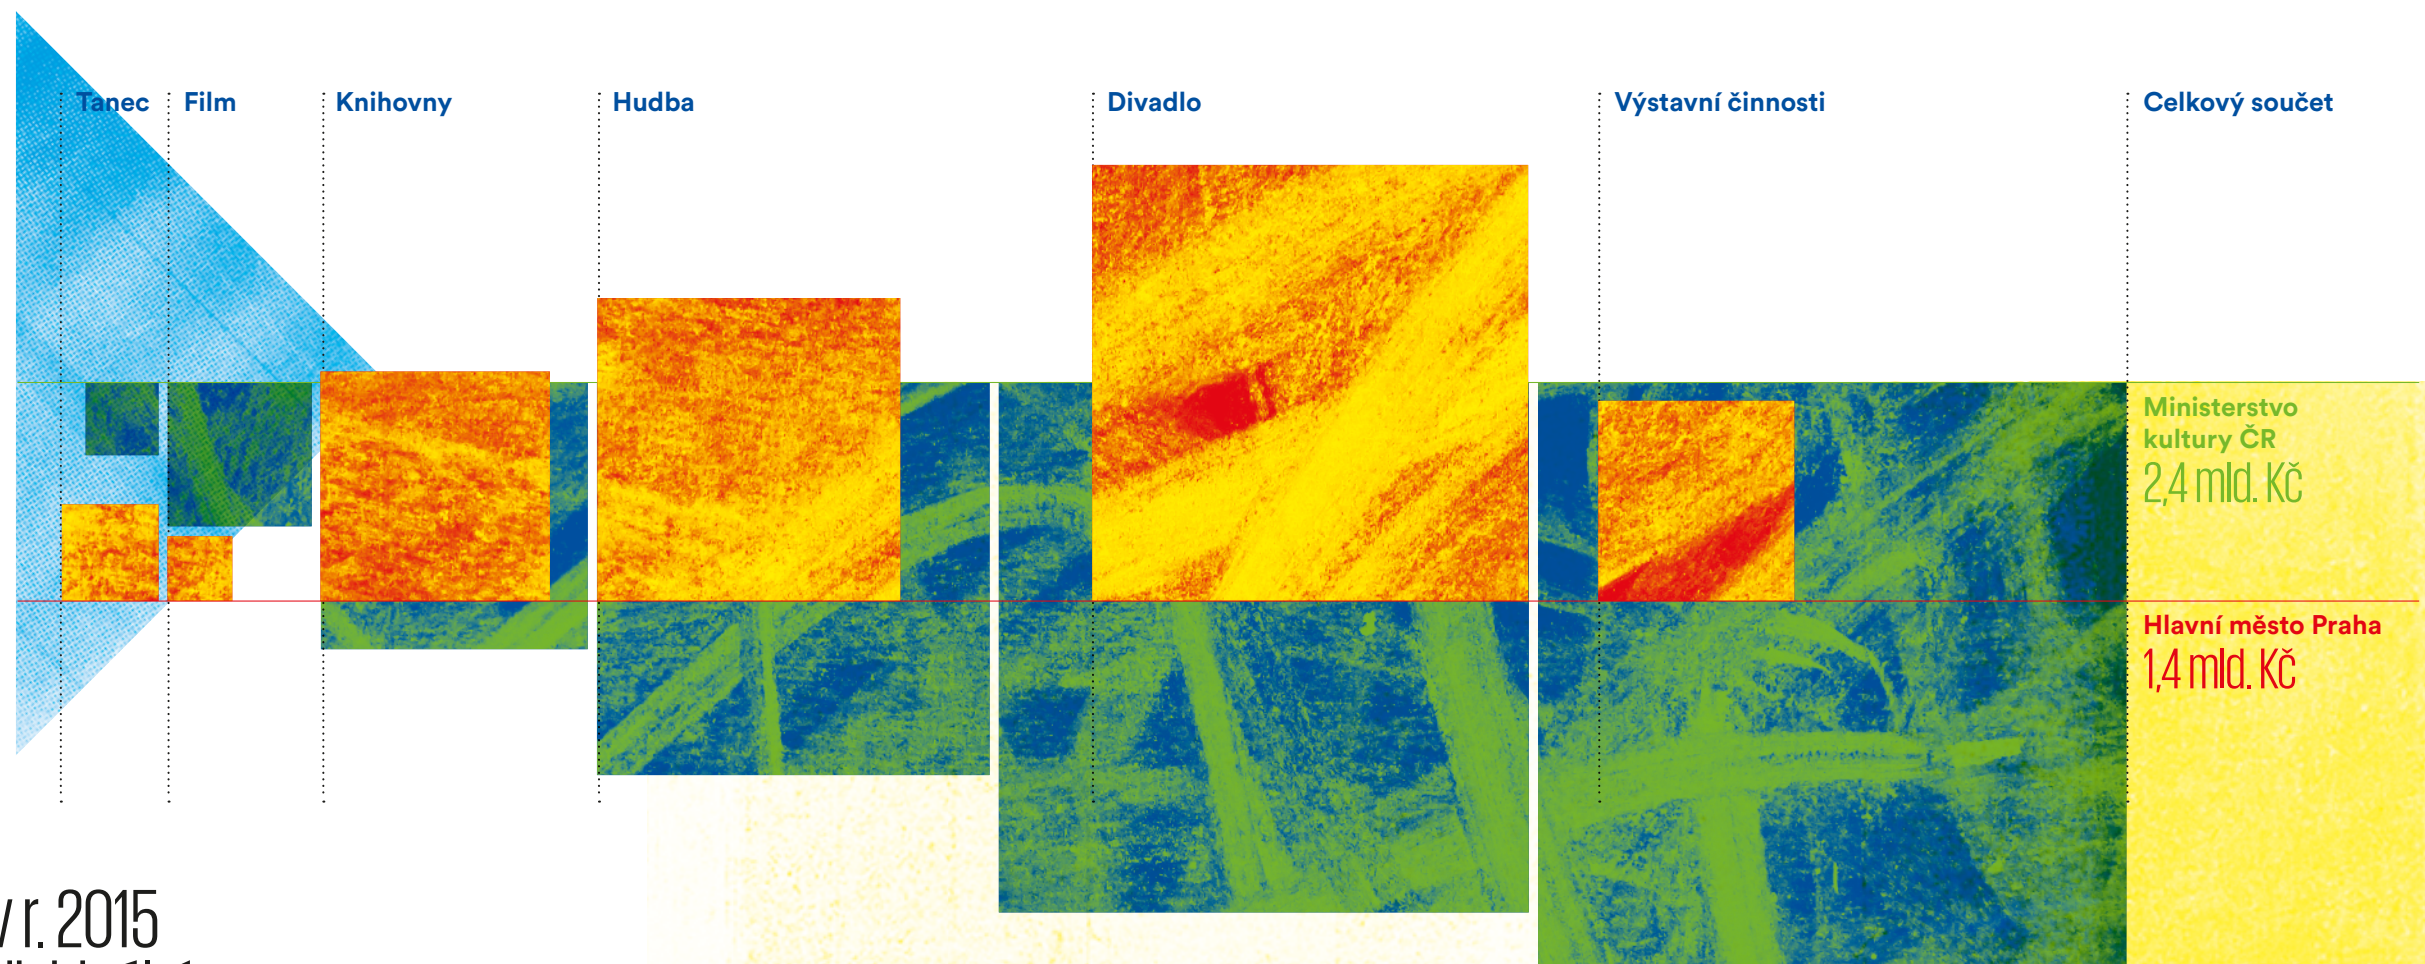 Tanec
Film
Knihovny
Hudba
Divadlo
Výstavní činnosti
Celkový součet
Ministerstvo
kultury ČR
2,4 mld. Kč
Hlavní město Praha
1,4 mld. Kč
v r. 2015